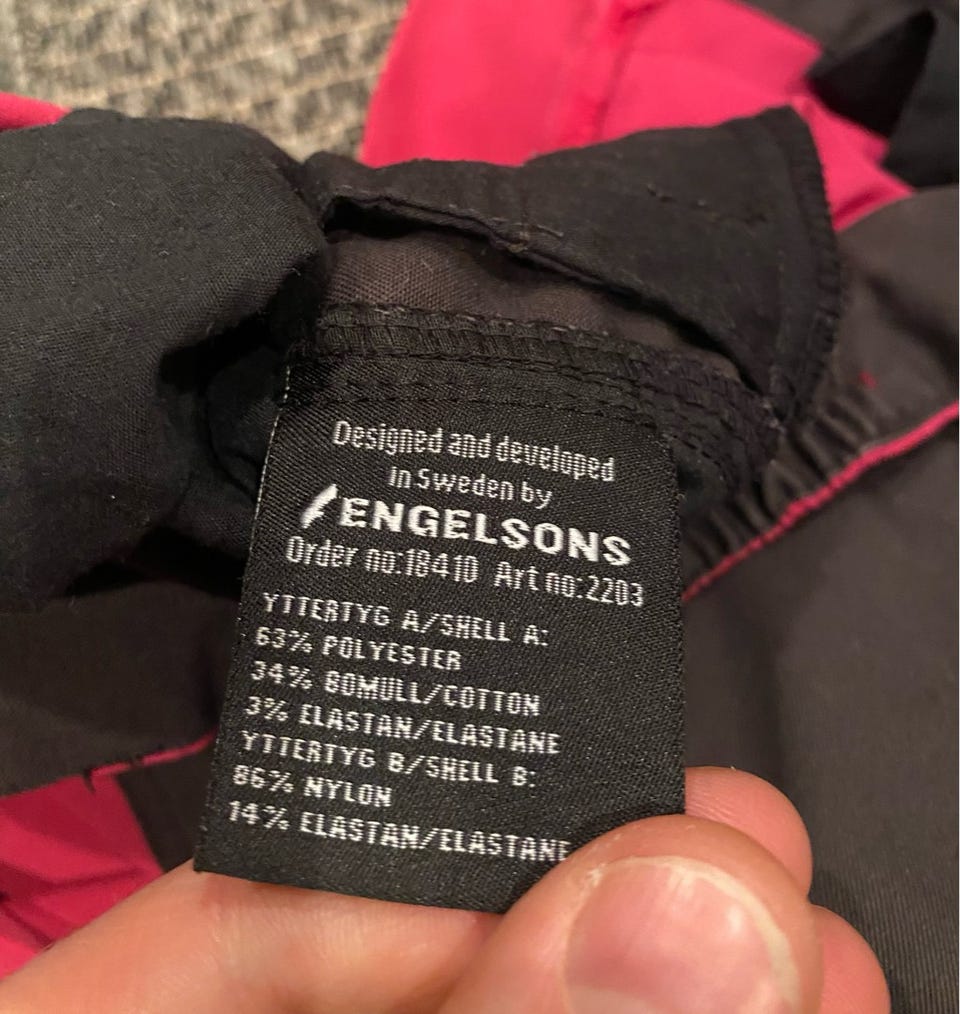 Designed and developed
in Sweden by
ENGELSONS
Order no:18410 Art no:2203
YTTERTYG A/SHELL A:
63% POLYESTER
34% BOMULL/COTTON
3% ELASTAN/ELASTANE
YTTERTYG B/SHELL B:
86% NYLON
14% ELASTAN/ELASTANE